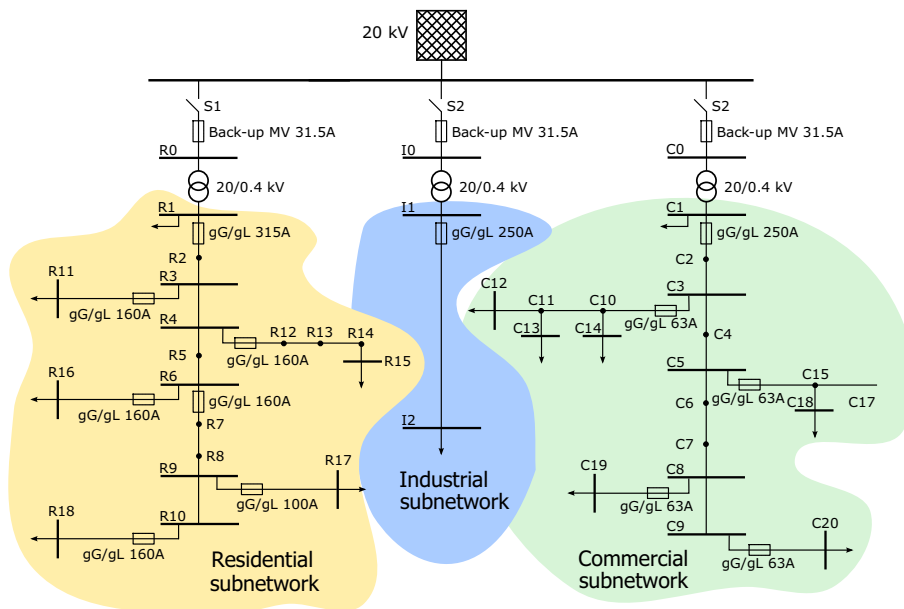 20 kV
S1
S2
S2
Back-up MV 31.5A
Back-up MV 31.5A
Back-up MV 31.5A
R0
I0
C0
20/0.4 kV
20/0.4 kV
20/0.4 kV
R1
gG/gL 315A
R2
R3
R11
gG/gL 160A
R4
R12
R13
R14
gG/gL 160A
R15
R5
R6
R16
gG/gL 160A
gG/gL 160A
R7
R8
R9
R17
gG/gL 100A
R10
R18
gG/gL 160A
Residential
subnetwork
I1
gG/gL 250A
I2
Industrial
subnetwork
C1
gG/gL 250A
C2
C3
C12
C11
C10
gG/gL 63A
C13
C14
C4
C5
C15
gG/gL 63A
C18
C17
C6
C7
C8
C19
gG/gL 63A
C9
C20
gG/gL 63A
Commercial
subnetwork